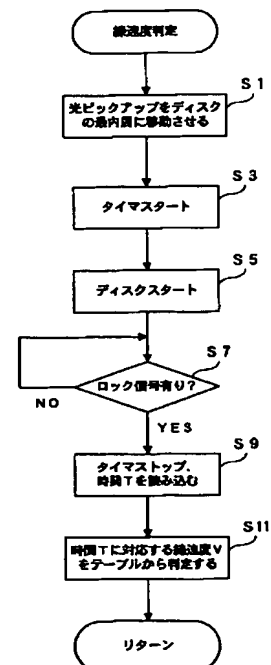 線速度判定
S1
光ピックアップをディスク
の最内周に移動させる
S3
タイマスタート
S5
ディスクスタート
S7
ロック信号有り?
NO
YES
S9
タイマストップ、
時間Tを読み込む
S11
時間Tに対応する線速度V
をテーブルから判定する
リターン